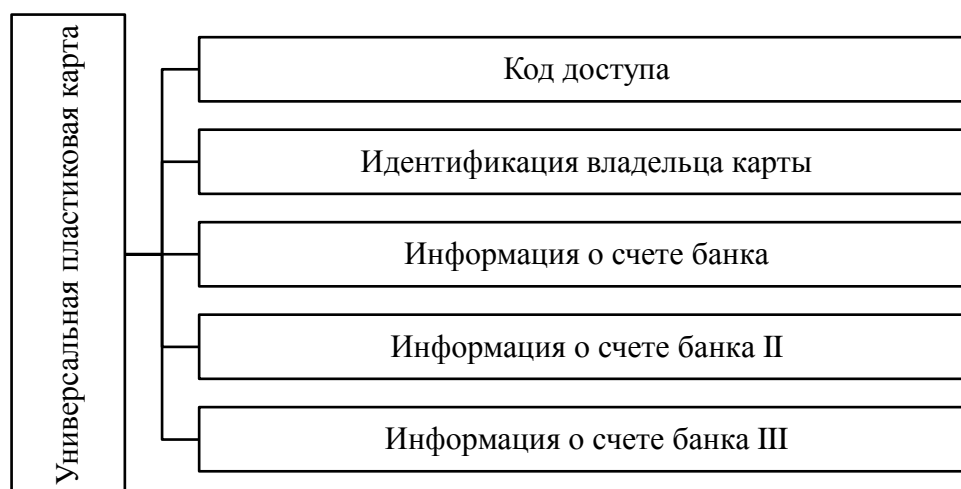 Универсальная пластиковая карта
Код доступа
Идентификация владельца карты
Информация о счете банка
Информация о счете банка II
Информация о счете банка III